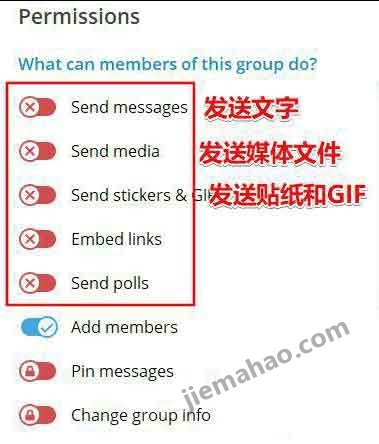 Permissions
What can members of this group do?
Send messages 发送文字
Send media 发送媒体文件
Send stickers & GI 发送贴纸和GIF
Embed links
Send polls
Add members
Pin messages
Change group info
jiemahao.com